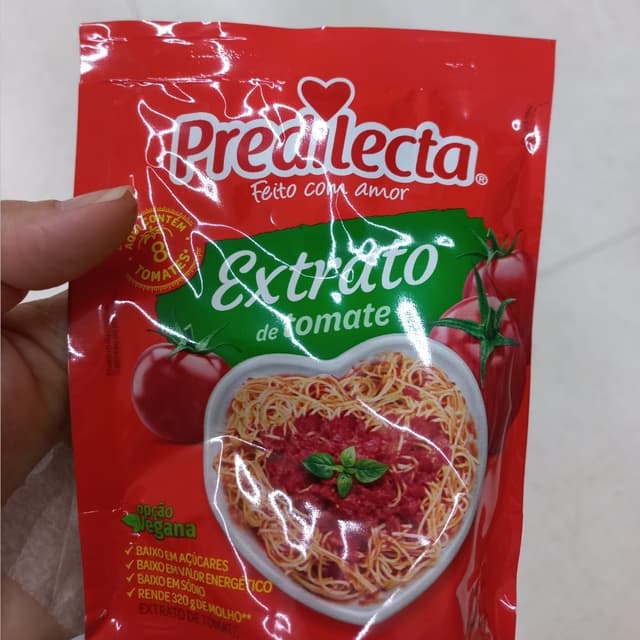 Predilecta®
Feito com amor
AQUI CONTÉM
8
TOMATES
Extrato
de tomate
opção
vegana
✓ BAIXO EM AÇÚCARES
✓ BAIXO EM VALOR ENERGÉTICO
✓ BAIXO EM SÓDIO
✓ RENDE 320 g DE MOLHO**
EXTRATO DE TOMATE